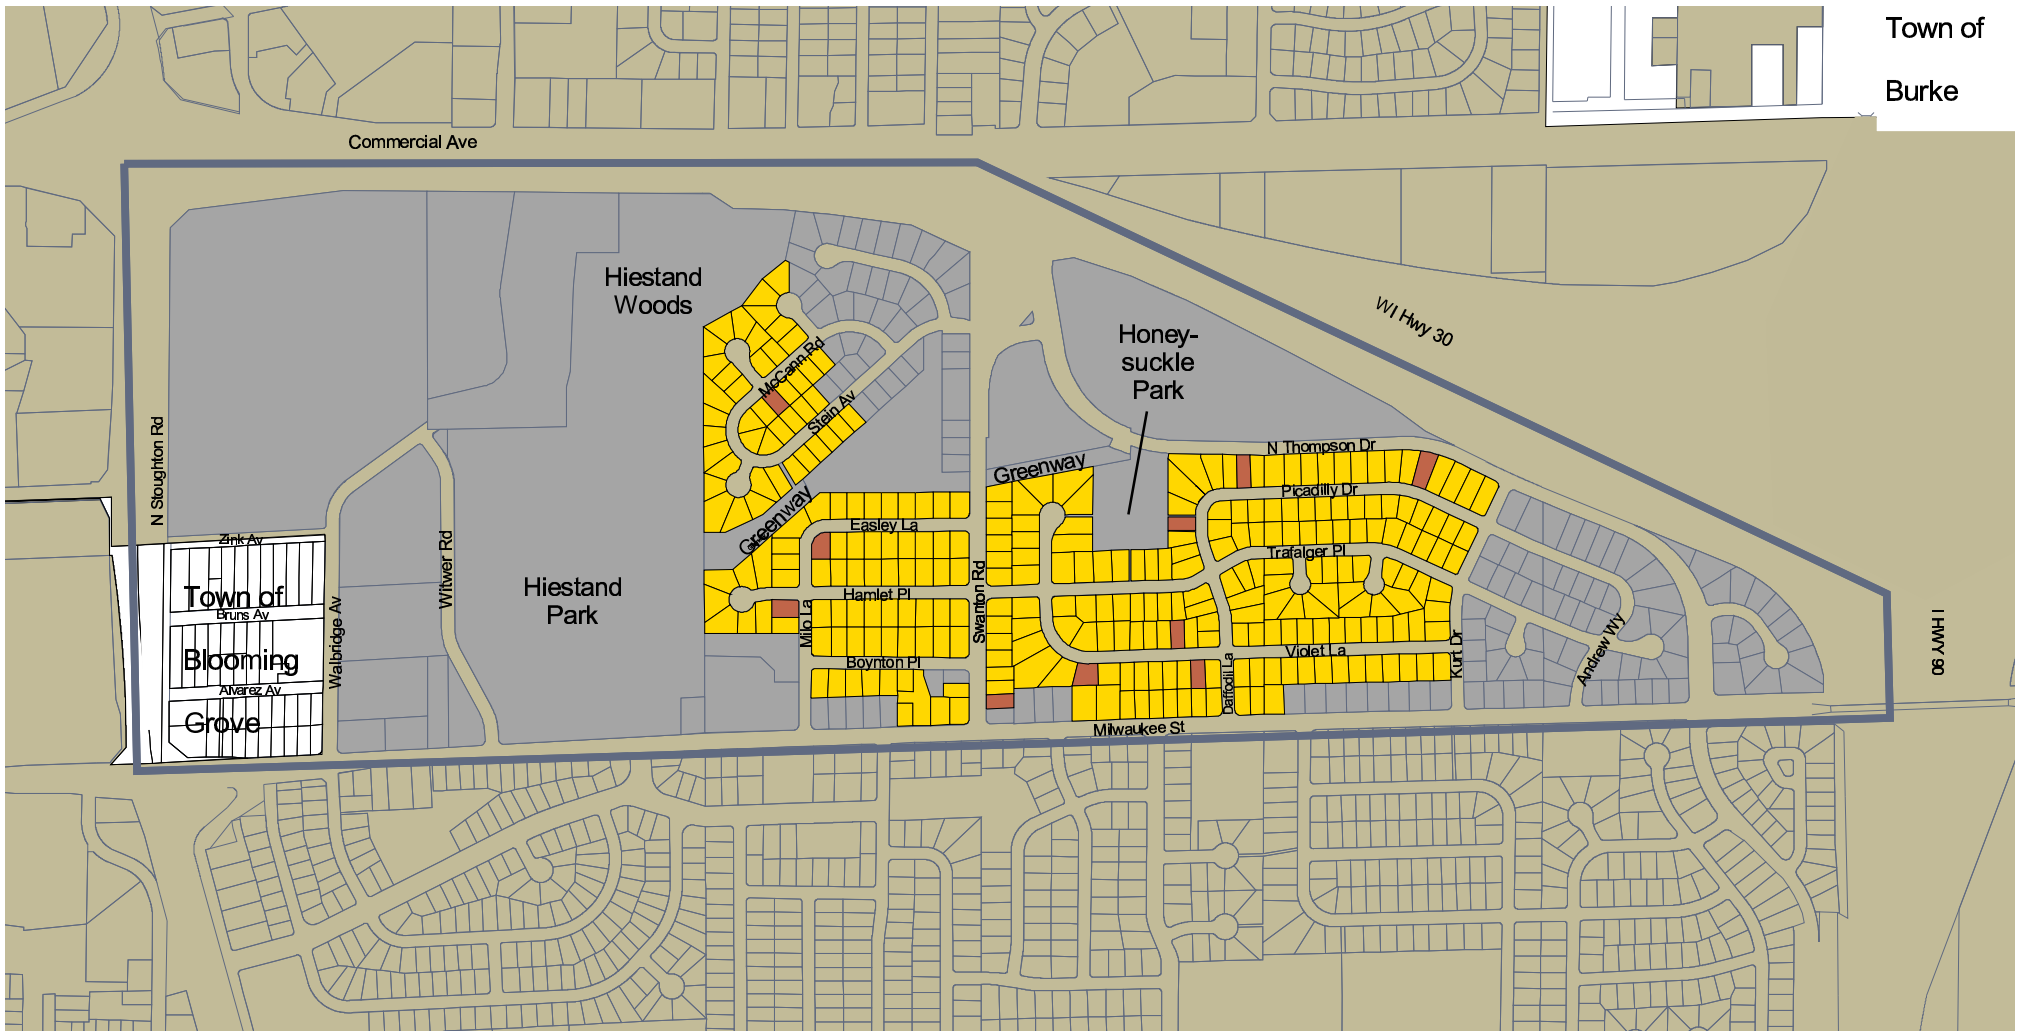 Town of
Burke
Commercial Ave
Hiestand
Woods
WI Hwy 30
Honey-
suckle
Park
McCann Rd
Stein Av
N Stoughton Rd
N Thompson Dr
Greenway
Picadilly Dr
Greenway
Easley La
Zink Av
Trafalger Pl
Witwer Rd
Hiestand
Park
Hamlet Pl
Swanton Rd
Town of
Bruns Av
Walbridge Av
Milo La
I HWY 90
Blooming
Boynton Pl
Violet La
Kurt Dr
Andrew Wy
Alvarez Av
Daffodil La
Grove
Milwaukee St